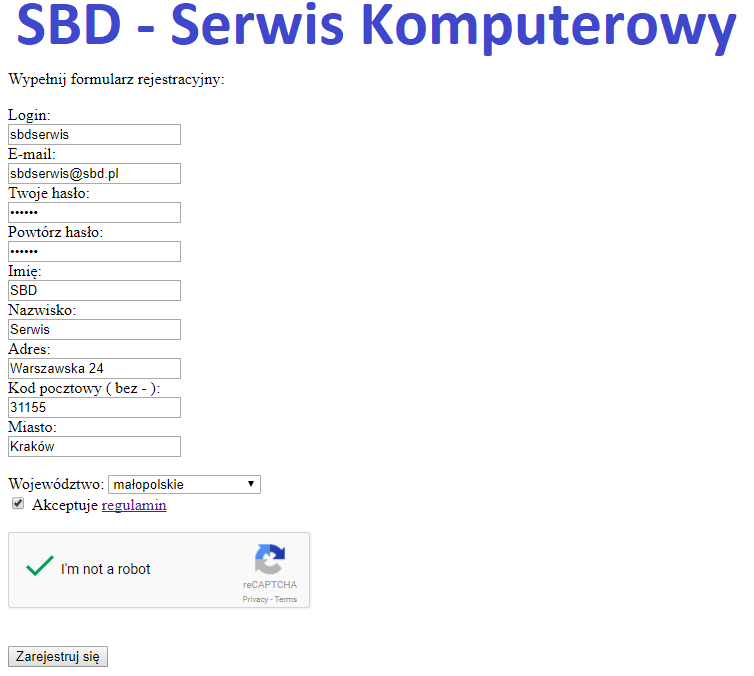 SBD - Serwis Komputerowy
Wypełnij formularz rejestracyjny:
Login:
sbdserwis
E-mail:
sbdserwis@sbd.pl
Twoje hasło:
••••••
Powtórz hasło:
••••••
Imię:
SBD
Nazwisko:
Serwis
Adres:
Warszawska 24
Kod pocztowy ( bez - ):
31155
Miasto:
Kraków
Województwo: małopolskie
Akceptuje regulamin
I'm not a robot
reCAPTCHA
Privacy - Terms
Zarejestruj się